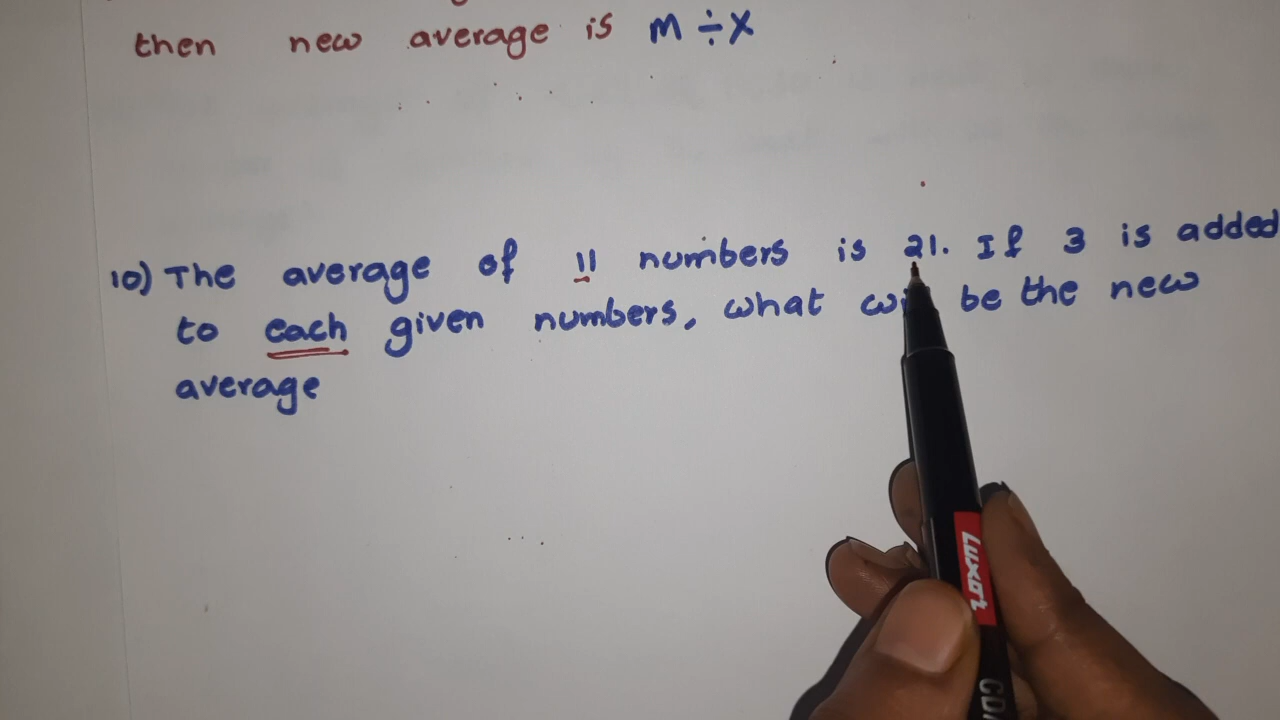 then new average is M ÷ X
10) The average of 11 numbers is 21. If 3 is added
to each given numbers, what be the new
average
Luxor